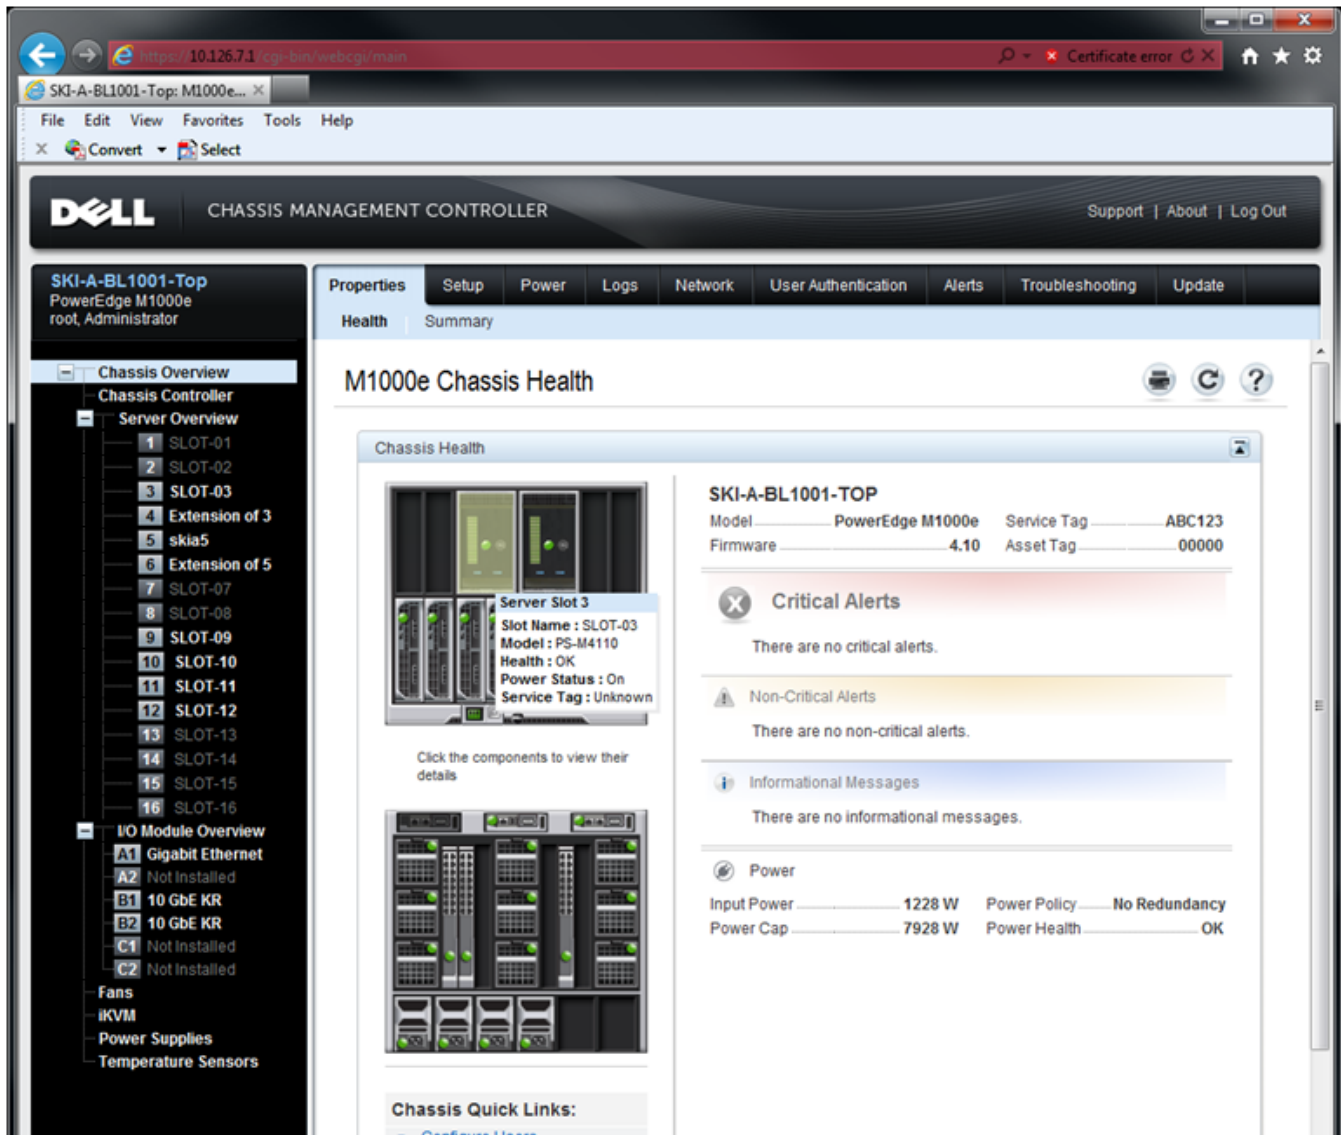 https://10.126.7.1/cgi-bin/webcgi/main
Certificate error
SKI-A-BL1001-Top: M1000e...
File Edit View Favorites Tools Help
Convert Select
DELL CHASSIS MANAGEMENT CONTROLLER
Support | About | Log Out
SKI-A-BL1001-Top
PowerEdge M1000e
root, Administrator
Properties Setup Power Logs Network User Authentication Alerts Troubleshooting Update
Health Summary
Chassis Overview
Chassis Controller
Server Overview
1 SLOT-01
2 SLOT-02
3 SLOT-03
4 Extension of 3
5 skia5
6 Extension of 5
7 SLOT-07
8 SLOT-08
9 SLOT-09
10 SLOT-10
11 SLOT-11
12 SLOT-12
13 SLOT-13
14 SLOT-14
15 SLOT-15
16 SLOT-16
I/O Module Overview
A1 Gigabit Ethernet
A2 Not Installed
B1 10 GbE KR
B2 10 GbE KR
C1 Not Installed
C2 Not Installed
Fans
iKVM
Power Supplies
Temperature Sensors
M1000e Chassis Health
Chassis Health
Server Slot 3
Slot Name : SLOT-03
Model : PS-M4110
Health : OK
Power Status : On
Service Tag : Unknown
Click the components to view their
details
Chassis Quick Links:
Configure Users
SKI-A-BL1001-TOP
Model PowerEdge M1000e Service Tag ABC123
Firmware 4.10 Asset Tag 00000
Critical Alerts
There are no critical alerts.
Non-Critical Alerts
There are no non-critical alerts.
Informational Messages
There are no informational messages.
Power
Input Power 1228 W Power Policy No Redundancy
Power Cap 7928 W Power Health OK